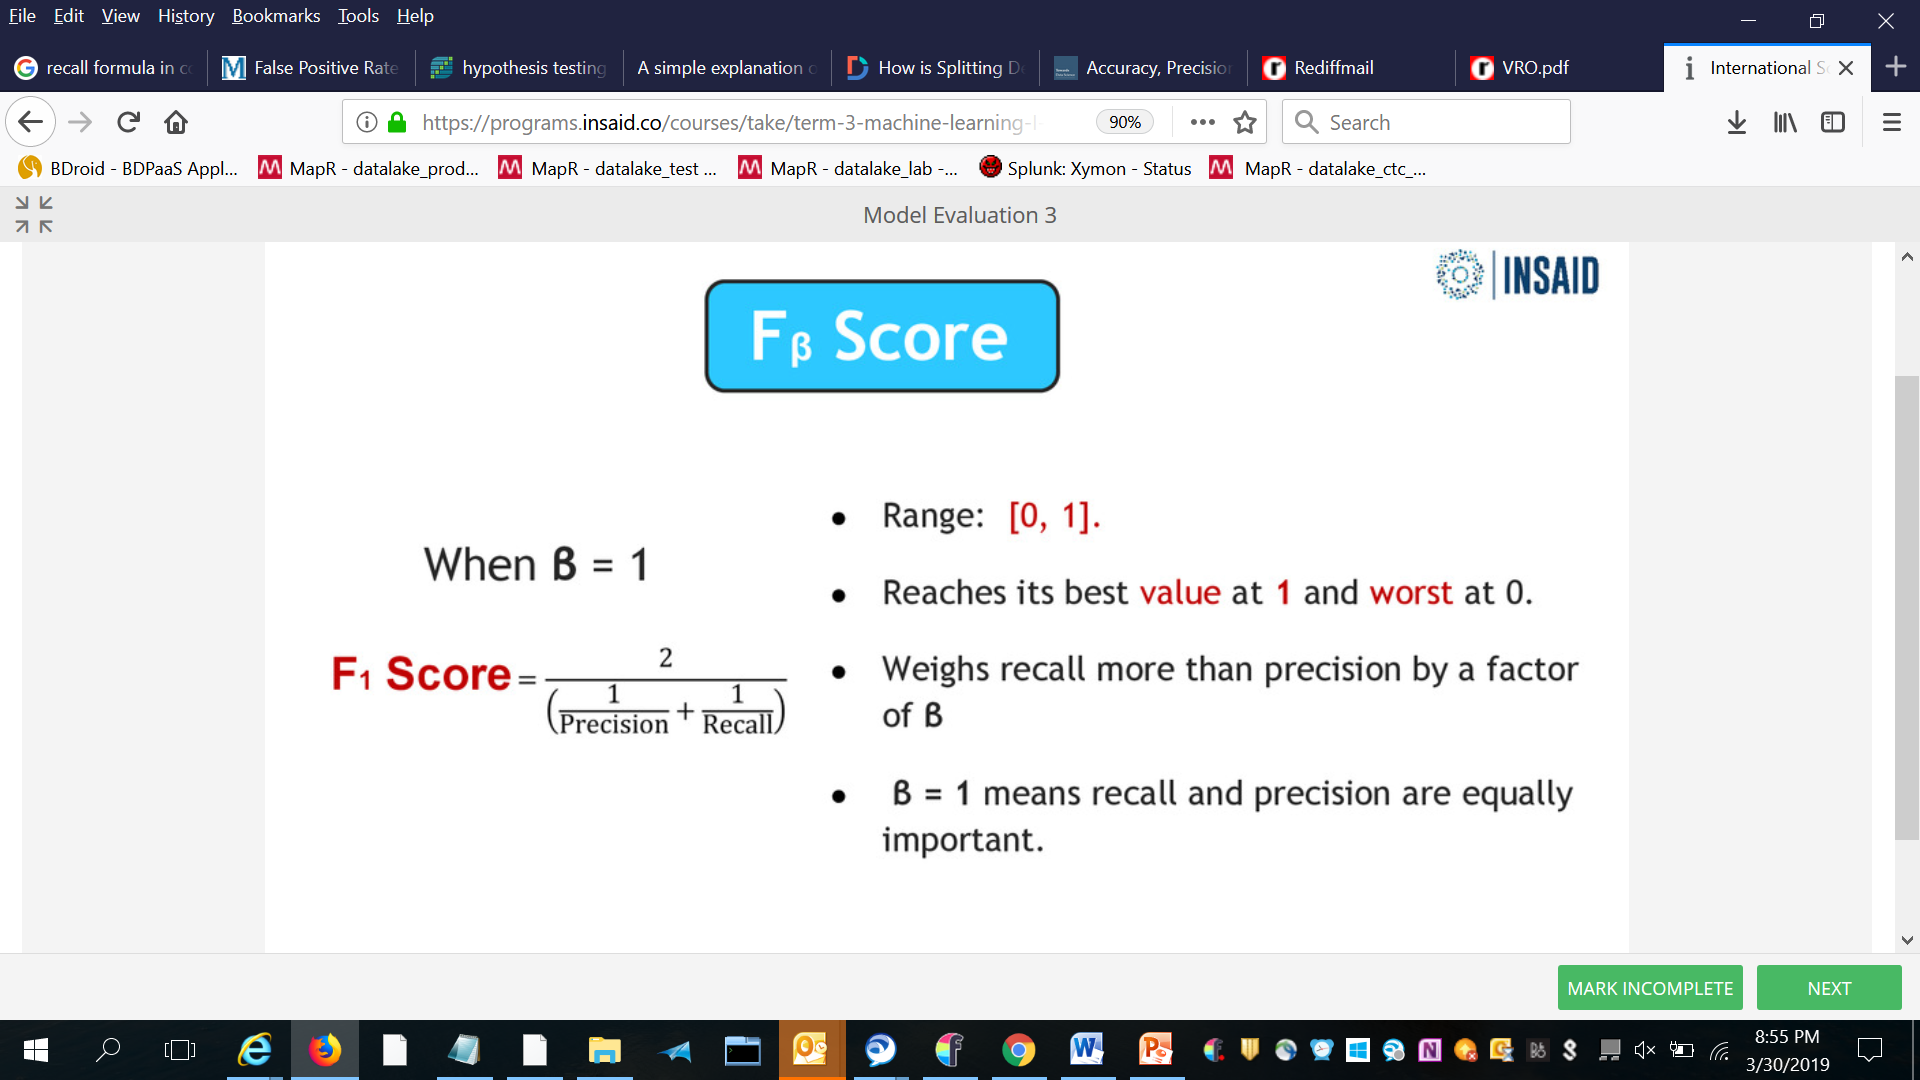 File Edit View History Bookmarks Tools Help
recall formula in co
False Positive Rate
hypothesis testing
A simple explanation o
How is Splitting De
Accuracy, Precision
Rediffmail
VRO.pdf
International S
https://programs.insaid.co/courses/take/term-3-machine-learning-l
90%
Search
BDroid - BDPaaS Appl...
MapR - datalake_prod...
MapR - datalake_test ...
MapR - datalake_lab -...
Splunk: Xymon - Status
MapR - datalake_ctc_...
Model Evaluation 3
INSAID
Fβ Score
When β = 1
F1 Score = 2 / (1/Precision + 1/Recall)
• Range: [0, 1].
• Reaches its best value at 1 and worst at 0.
• Weighs recall more than precision by a factor
of β
• β = 1 means recall and precision are equally
important.
MARK INCOMPLETE
NEXT
8:55 PM
3/30/2019